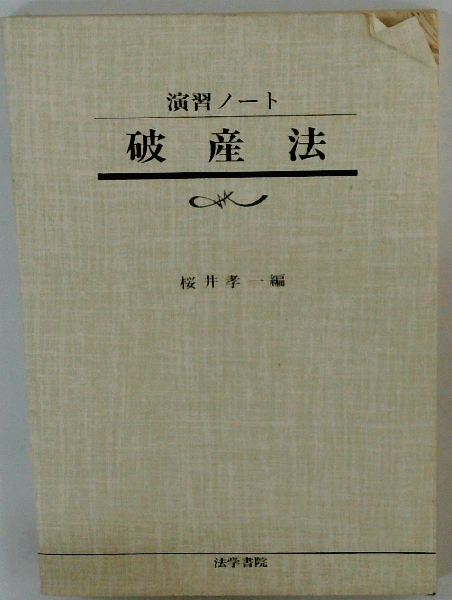 演習ノート
破産法
桜井孝一編
法学書院